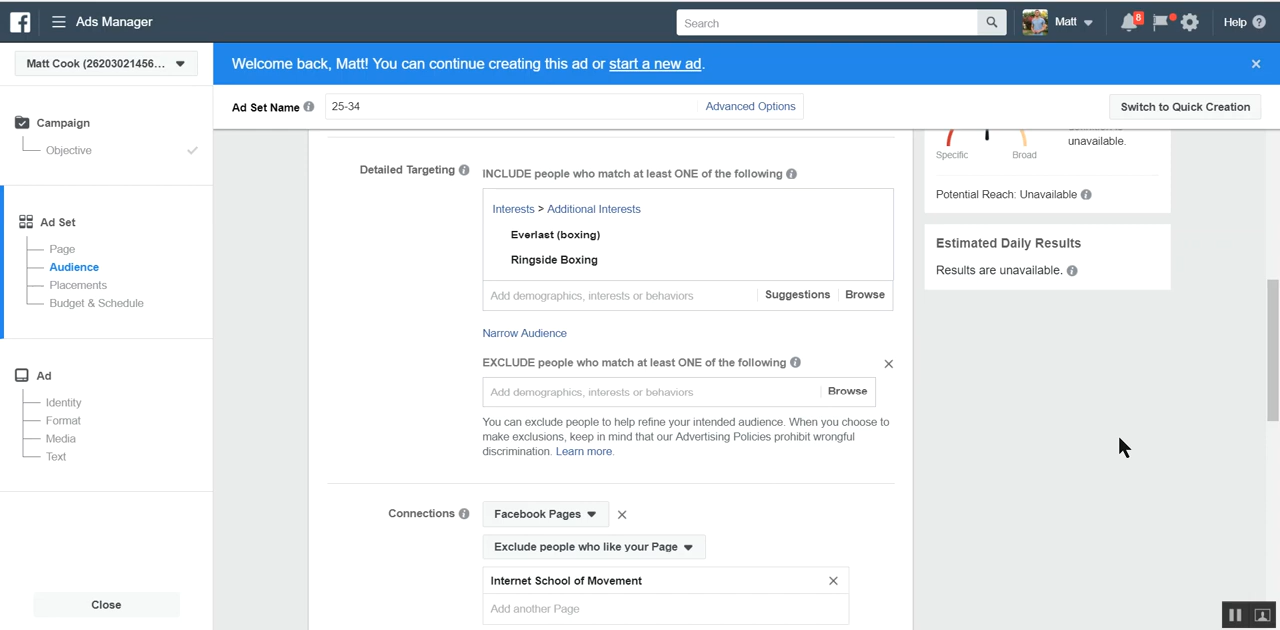 Ads Manager
Search
Matt
8
Help
Matt Cook (26203021456...
Welcome back, Matt! You can continue creating this ad or start a new ad.
Ad Set Name
25-34
Advanced Options
Switch to Quick Creation
Campaign
Objective
Ad Set
Page
Audience
Placements
Budget & Schedule
Ad
Identity
Format
Media
Text
Close
Detailed Targeting
INCLUDE people who match at least ONE of the following
Interests > Additional Interests
Everlast (boxing)
Ringside Boxing
Add demographics, interests or behaviors
Suggestions
Browse
Narrow Audience
EXCLUDE people who match at least ONE of the following
Add demographics, interests or behaviors
Browse
You can exclude people to help refine your intended audience. When you choose to
make exclusions, keep in mind that our Advertising Policies prohibit wrongful
discrimination. Learn more.
Connections
Facebook Pages
Exclude people who like your Page
Internet School of Movement
Add another Page
Specific
Broad
unavailable.
Potential Reach: Unavailable
Estimated Daily Results
Results are unavailable.